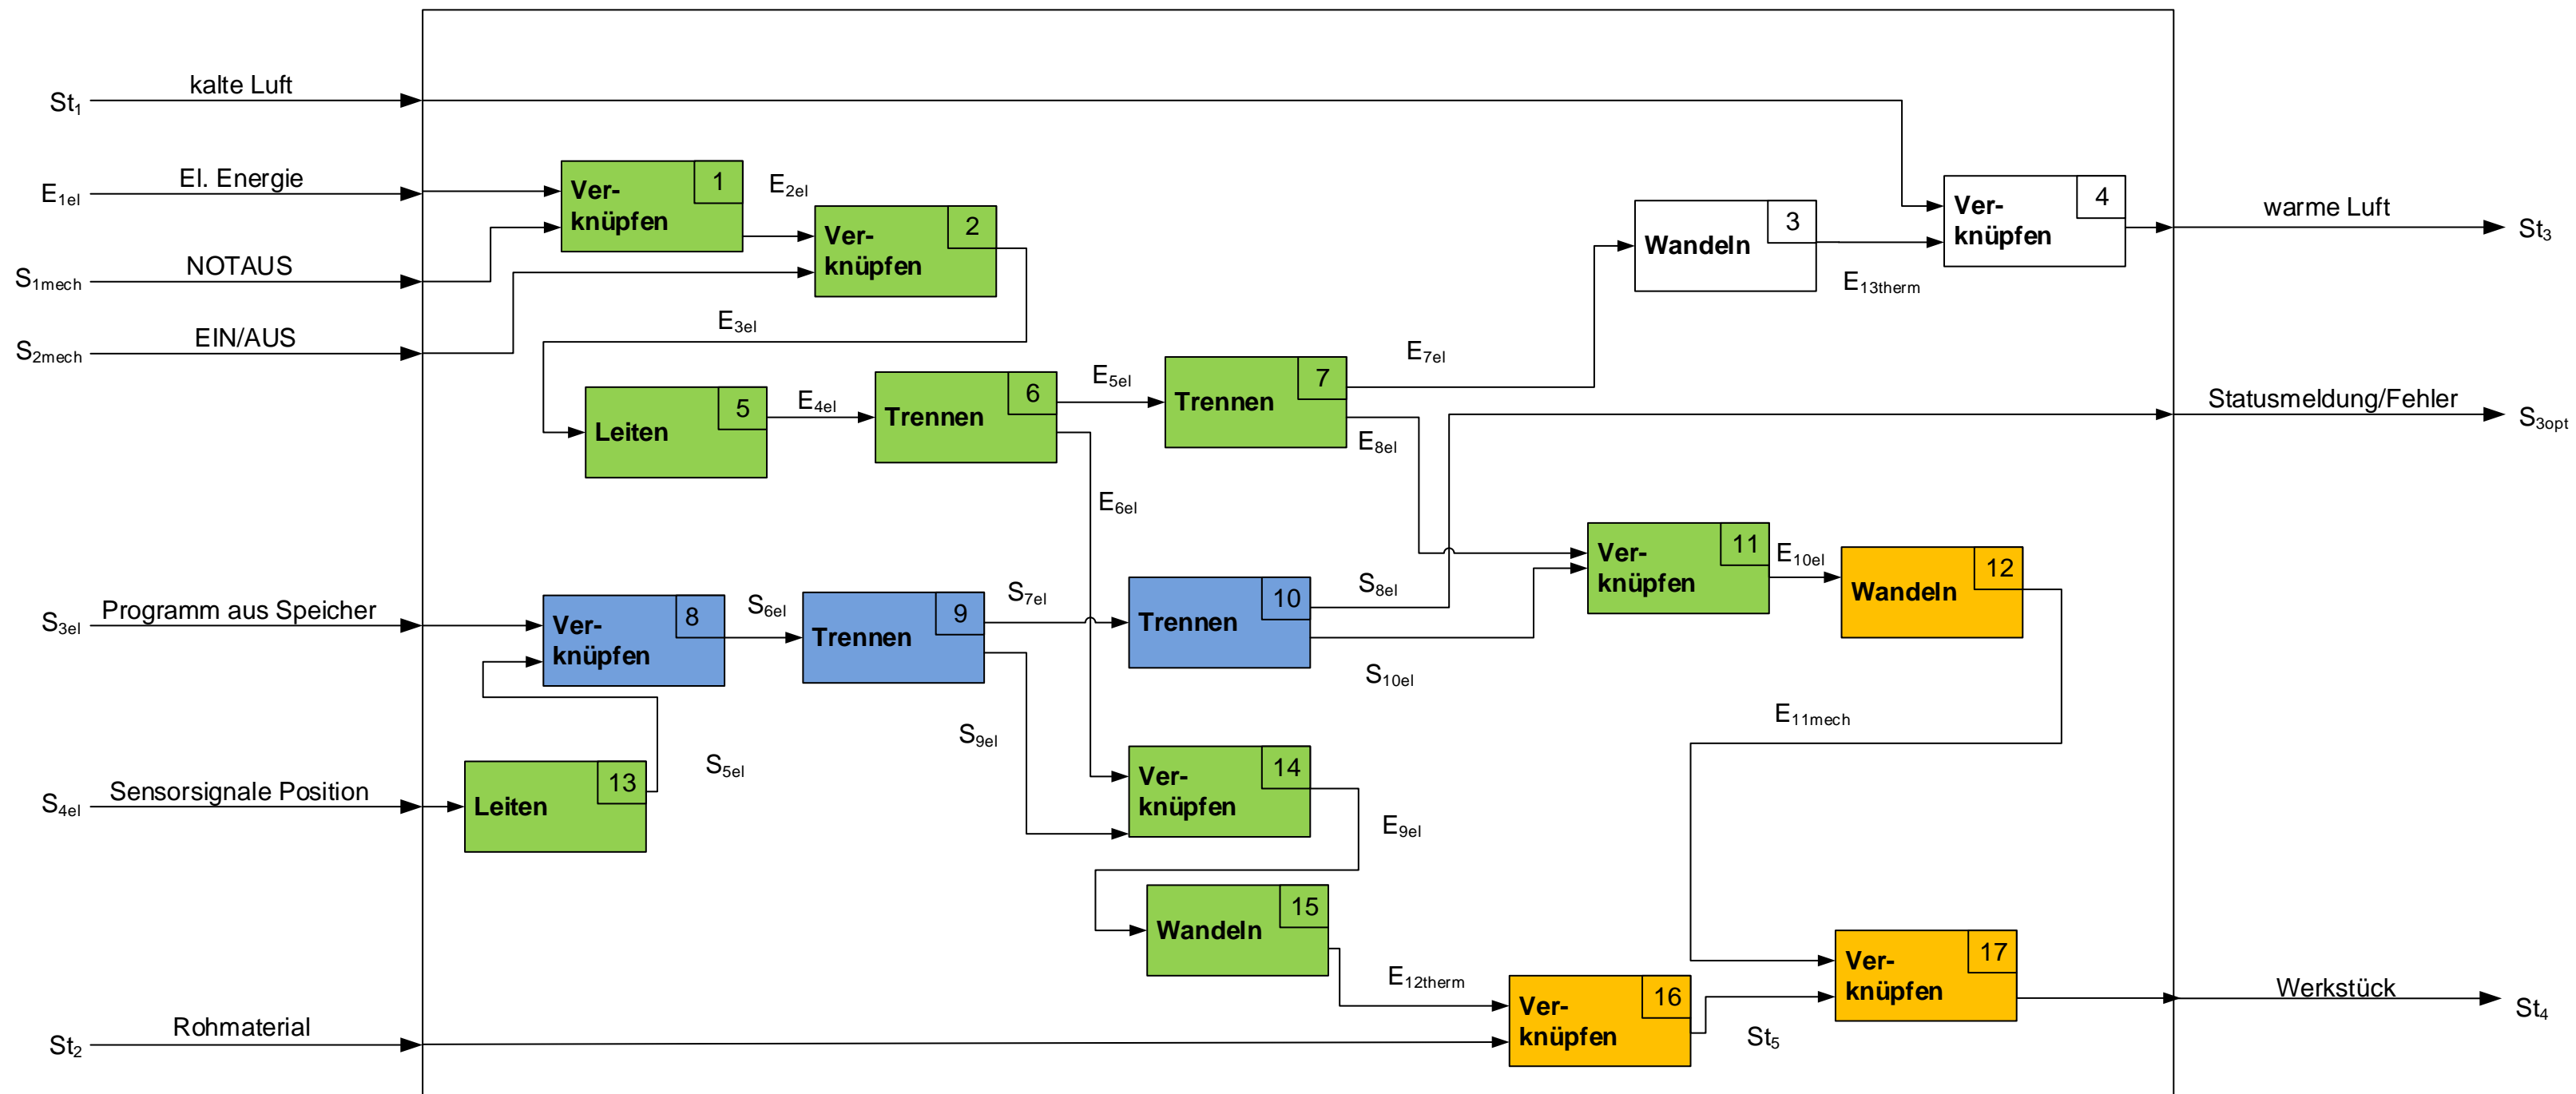 kalte Luft
St1
El. Energie
E1el
NOTAUS
S1mech
EIN/AUS
S2mech
Ver-
knüpfen
1
E2el
Ver-
knüpfen
2
E3el
Wandeln
3
E13therm
Ver-
knüpfen
4
warme Luft
St3
Leiten
5
E4el
Trennen
6
E5el
Trennen
7
E7el
E8el
E6el
Statusmeldung/Fehler
S3opt
Programm aus Speicher
S3el
Ver-
knüpfen
8
S6el
Trennen
9
S7el
Trennen
10
S8el
S10el
Ver-
knüpfen
11
E10el
Wandeln
12
E11mech
Sensorsignale Position
S4el
Leiten
13
S5el
S9el
Ver-
knüpfen
14
E9el
Wandeln
15
E12therm
Rohmaterial
St2
Ver-
knüpfen
16
St5
Ver-
knüpfen
17
Werkstück
St4